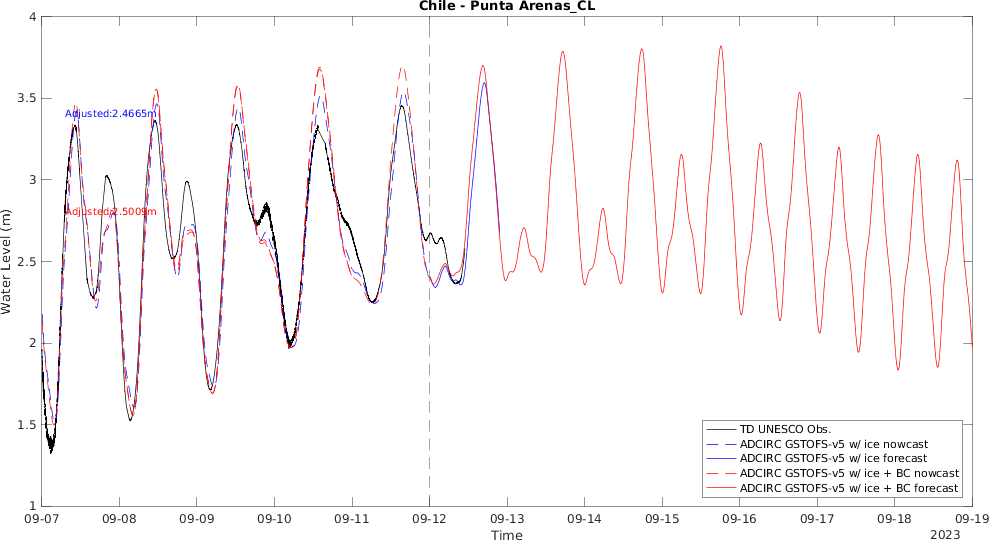 Chile - Punta Arenas_CL
4
3.5
3
2.5
2
1.5
1
Water Level (m)
Adjusted:2.4665m
Adjusted:2.5009m
TD UNESCO Obs.
ADCIRC GSTOFS-v5 w/ ice nowcast
ADCIRC GSTOFS-v5 w/ ice forecast
ADCIRC GSTOFS-v5 w/ ice + BC nowcast
ADCIRC GSTOFS-v5 w/ ice + BC forecast
09-07 09-08 09-09 09-10 09-11 09-12 09-13 09-14 09-15 09-16 09-17 09-18 09-19
Time
2023